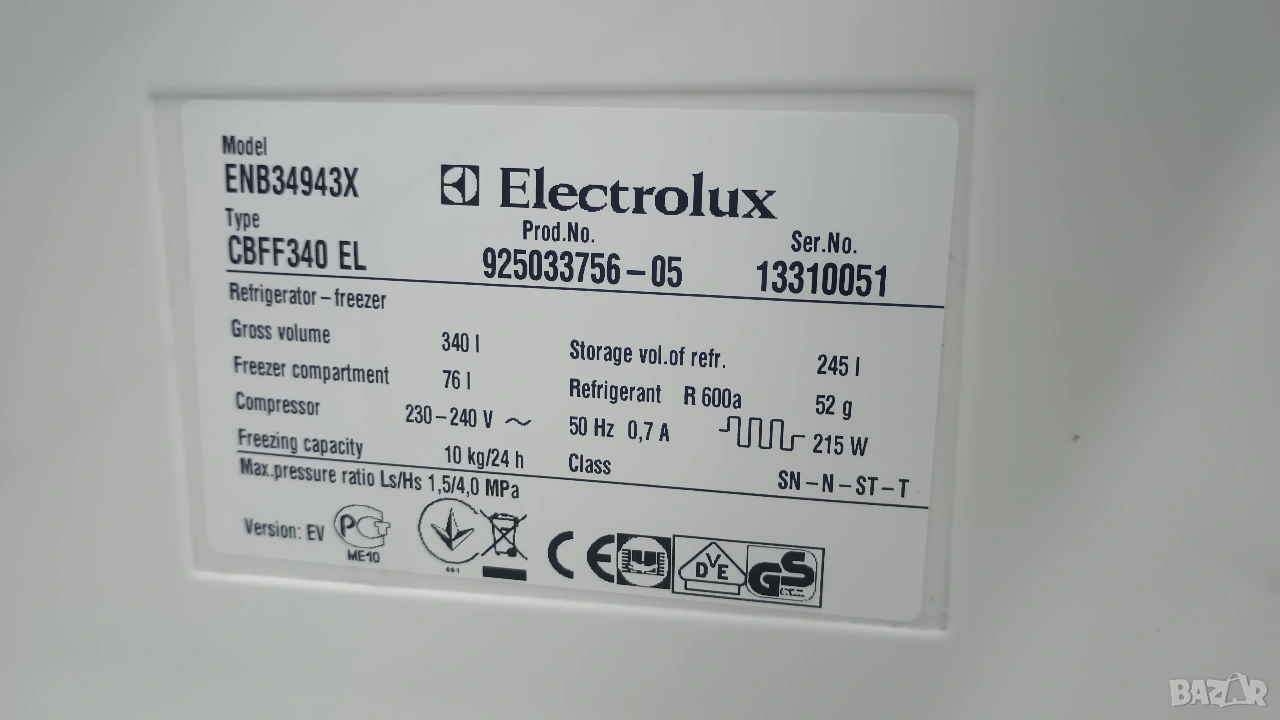 Model
ENB34943X
Electrolux
Type
CBFF340 EL
Prod.No.
925033756-05
Ser.No.
13310051
Refrigerator-freezer
Gross volume 340 l
Storage vol.of refr. 245 l
Freezer compartment 76 l
Refrigerant R 600a 52 g
Compressor 230-240 V ~ 50 Hz 0,7 A 215 W
Freezing capacity 10 kg/24 h
Class SN-N-ST-T
Max.pressure ratio Ls/Hs 1,5/4,0 MPa
Version: EV
РСТ
ME10
CE
DVE
GS
BAZAR